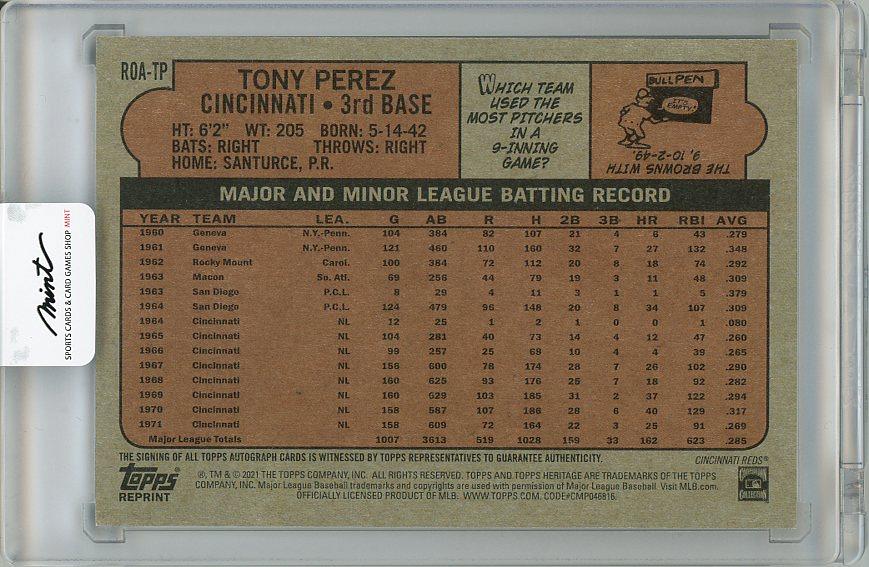 ROA-TP
TONY PEREZ
CINCINNATI • 3rd BASE
HT: 6'2" WT: 205 BORN: 5-14-42
BATS: RIGHT THROWS: RIGHT
HOME: SANTURCE, P.R.
WHICH TEAM
USED THE
MOST PITCHERS
IN A
9-INNING
GAME?
BULLPEN
IT'S
EMPTY
THE BROWNS WITH
9, 10-2-49.
MAJOR AND MINOR LEAGUE BATTING RECORD
YEAR TEAM LEA. G AB R H 2B 3B HR RBI AVG
1960 Geneva N.Y.-Penn. 104 384 82 107 21 4 6 43 .279
1961 Geneva N.Y.-Penn. 121 460 110 160 32 7 27 132 .348
1962 Rocky Mount Carol. 100 384 72 112 20 8 18 74 .292
1963 Macon So. Atl. 69 256 44 79 19 3 11 48 .309
1963 San Diego P.C.L. 8 29 4 11 3 1 1 5 .379
1964 San Diego P.C.L. 124 479 96 148 20 8 34 107 .309
1964 Cincinnati NL 12 25 1 2 1 0 0 1 .080
1965 Cincinnati NL 104 281 40 73 14 4 12 47 .260
1966 Cincinnati NL 99 257 25 68 10 4 4 39 .265
1967 Cincinnati NL 156 600 78 174 28 7 26 102 .290
1968 Cincinnati NL 160 625 93 176 25 7 18 92 .282
1969 Cincinnati NL 160 629 103 185 31 2 37 122 .294
1970 Cincinnati NL 158 587 107 186 28 6 40 129 .317
1971 Cincinnati NL 158 609 72 164 22 3 25 91 .269
Major League Totals 1007 3613 519 1028 159 33 162 623 .285
THE SIGNING OF ALL TOPPS AUTOGRAPH CARDS IS WITNESSED BY TOPPS REPRESENTATIVES TO GUARANTEE AUTHENTICITY.
CINCINNATI REDS®
topps
REPRINT
®, TM & © 2021 THE TOPPS COMPANY, INC. ALL RIGHTS RESERVED. TOPPS AND TOPPS HERITAGE ARE TRADEMARKS OF THE TOPPS
COMPANY, INC. Major League Baseball trademarks and copyrights are used with permission of Major League Baseball. Visit MLB.com.
OFFICIALLY LICENSED PRODUCT OF MLB. WWW.TOPPS.COM. CODE#CMP046816.
COOPERSTOWN
COLLECTION
mint
SPORTS CARDS & CARD GAMES SHOP MINT